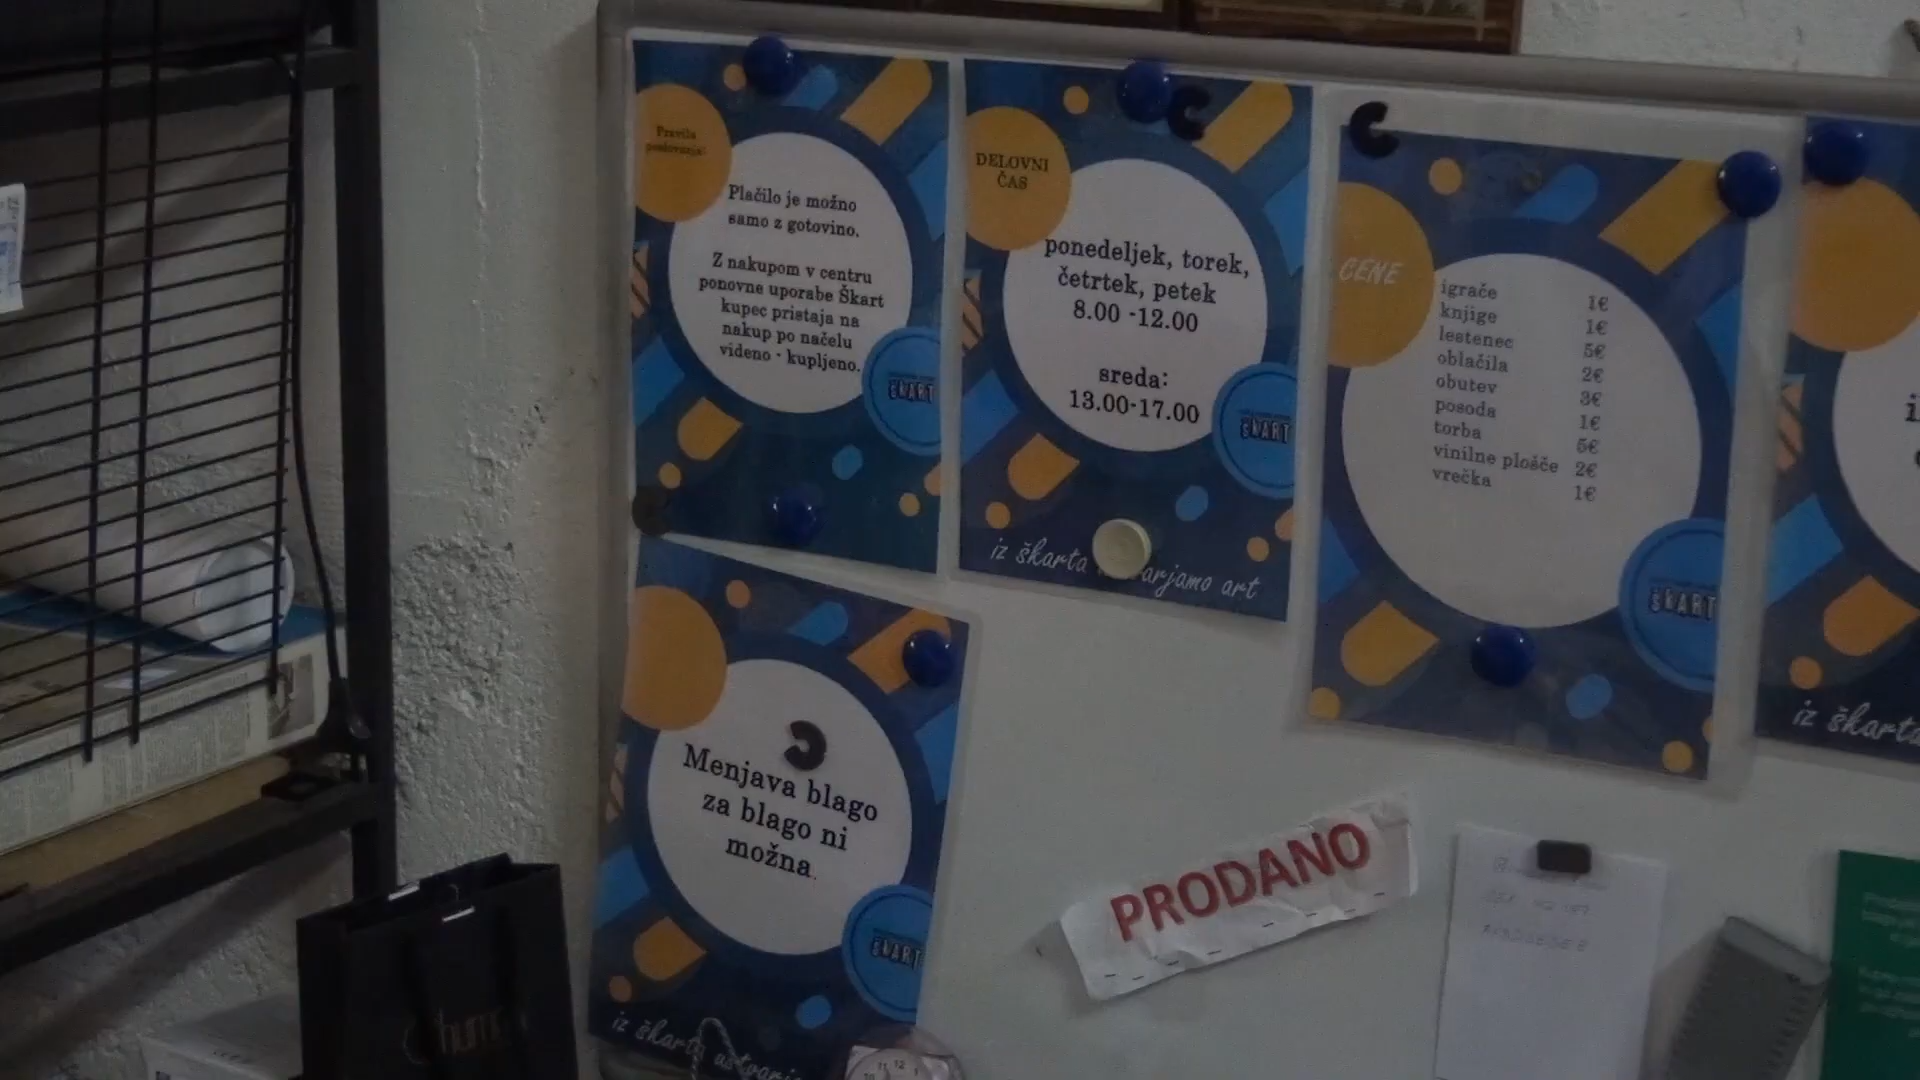 Pravila
poslovanja:
Plačilo je možno
samo z gotovino.
Z nakupom v centru
ponovne uporabe Škart
kupec pristaja na
nakup po načelu
videno - kupljeno.
ŠKART
DELOVNI
ČAS
ponedeljek, torek,
četrtek, petek
8.00 -12.00
sreda:
13.00-17.00
ŠKART
iz škarta arjamo art
CENE
igrače 1€
knjige 1€
lestenec 5€
oblačila 2€
obutev 3€
posoda 1€
torba 5€
vinilne plošče 2€
vrečka 1€
ŠKART
iz škarta
Menjava blago
za blago ni
možna.
ŠKART
iz škarta ustvarja
PRODANO